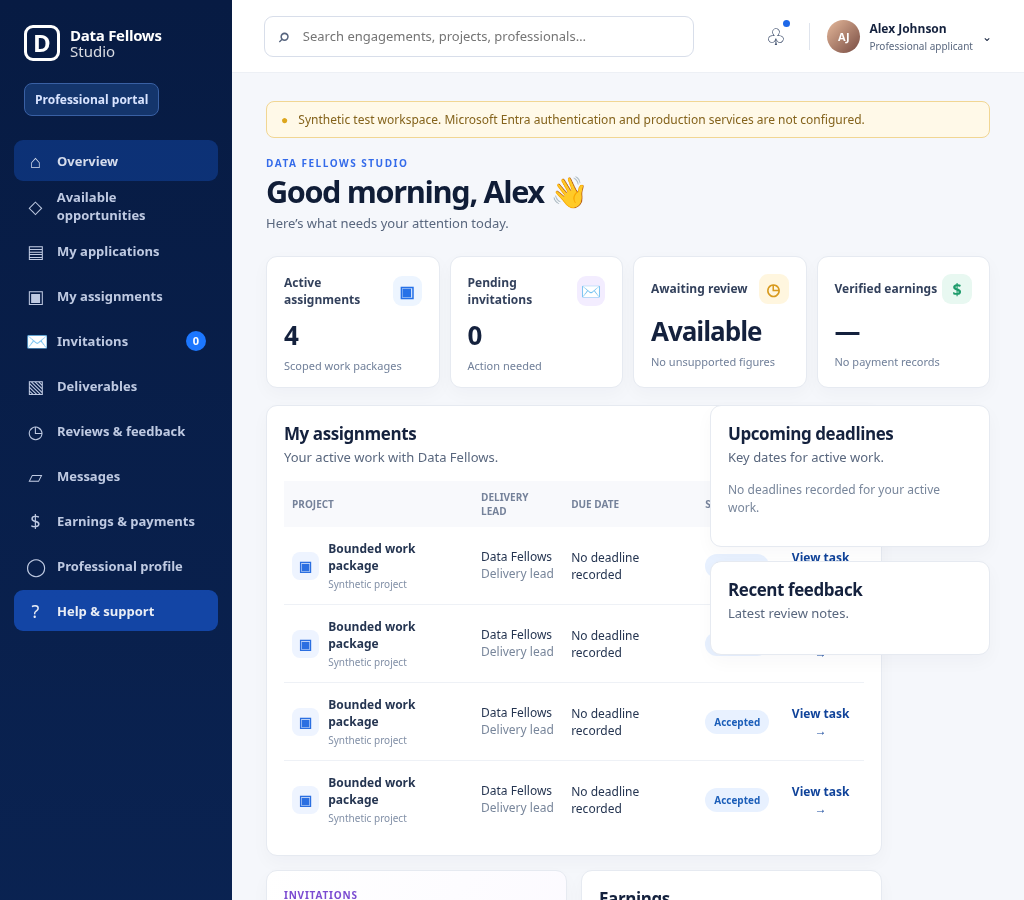 D Data Fellows
Studio
Professional portal
Overview
Available
opportunities
My applications
My assignments
Invitations 0
Deliverables
Reviews & feedback
Messages
$ Earnings & payments
Professional profile
? Help & support
Search engagements, projects, professionals...
AJ
Alex Johnson
Professional applicant
Synthetic test workspace. Microsoft Entra authentication and production services are not configured.
DATA FELLOWS STUDIO
Good morning, Alex 👋
Here’s what needs your attention today.
Active
assignments
4
Scoped work packages
Pending
invitations
0
Action needed
Awaiting review
Available
No unsupported figures
Verified earnings $
—
No payment records
My assignments
Your active work with Data Fellows.
PROJECT
DELIVERY
LEAD
DUE DATE
S
Bounded work
package
Synthetic project
Data Fellows
Delivery lead
No deadline
recorded
View task
Bounded work
package
Synthetic project
Data Fellows
Delivery lead
No deadline
recorded
→
Bounded work
package
Synthetic project
Data Fellows
Delivery lead
No deadline
recorded
Accepted
View task
→
Bounded work
package
Synthetic project
Data Fellows
Delivery lead
No deadline
recorded
Accepted
View task
→
Upcoming deadlines
Key dates for active work.
No deadlines recorded for your active
work.
Recent feedback
Latest review notes.
INVITATIONS
Earnings